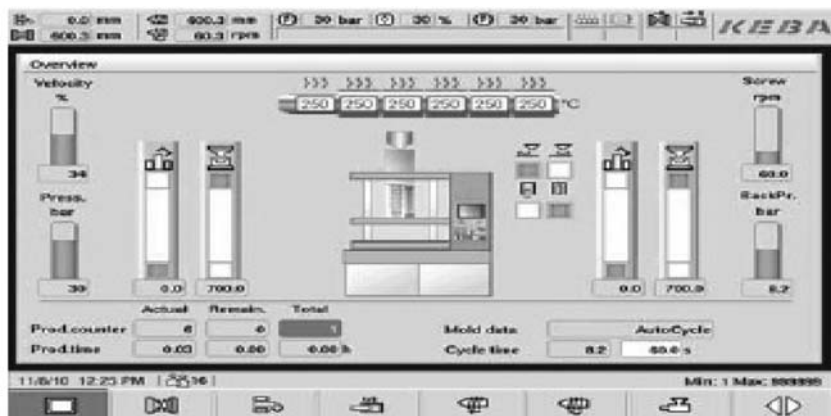 0.0 mm 600.3 mm 30 bar 30 % 30 bar
600.3 mm 60.3 rpm KEBA
Overview
Velocity Screw
% rpm
250 250 250 250 250 250 °C
36 60.0
Press. BackPr.
bar bar
30 0.0 700.0 0.0 700.0 8.2
Actual Remain. Total
Prod.counter 6 0 1 Mold data AutoCycle
Prod.time 0.03 0.00 0.00 h Cycle time 8.2 60.0 s
11/8/10 12:25 PM 16 Min: 1 Max: 999999